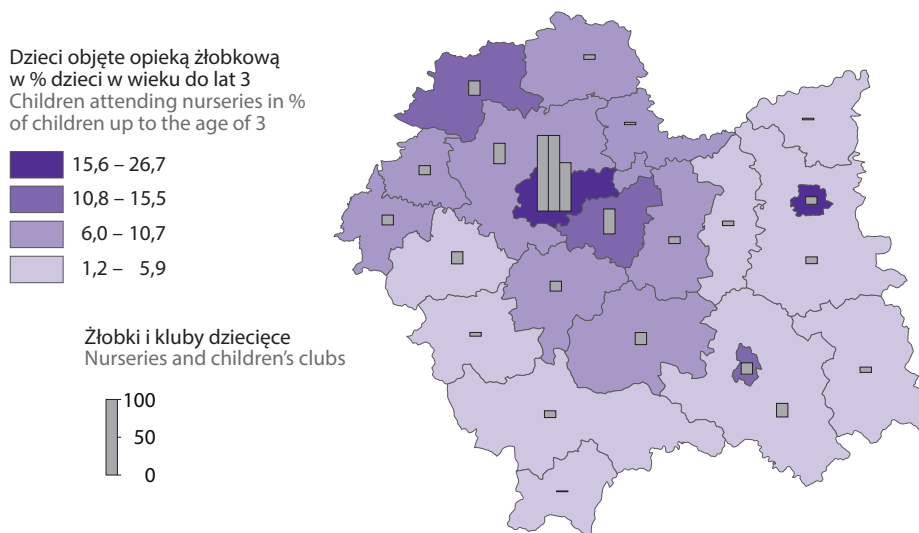 Dzieci objęte opieką żłobkową
w % dzieci w wieku do lat 3
Children attending nurseries in %
of children up to the age of 3
15,6 – 26,7
10,8 – 15,5
6,0 – 10,7
1,2 – 5,9
Żłobki i kluby dziecięce
Nurseries and children's clubs
100
50
0